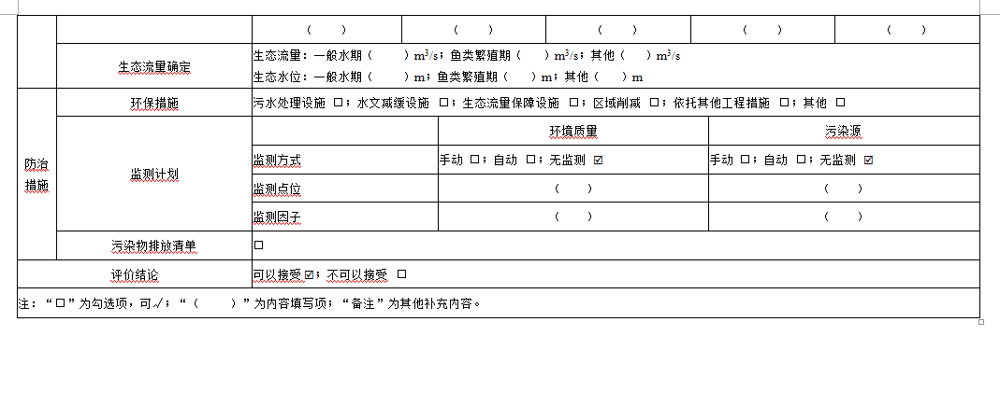 （　　） （　　） （　　） （　　） （　　）
生态流量确定
生态流量：一般水期（　　）m³/s；鱼类繁殖期（　　）m³/s；其他（　　）m³/s
生态水位：一般水期（　　）m；鱼类繁殖期（　　）m；其他（　　）m
防治
措施
环保措施 污水处理设施 □；水文减缓设施 □；生态流量保障设施 □；区域削减 □；依托其他工程措施 □；其他 □
监测计划
环境质量 污染源
监测方式 手动 □；自动 □；无监测 ☑ 手动 □；自动 □；无监测 ☑
监测点位 （　　） （　　）
监测因子 （　　） （　　）
污染物排放清单 □
评价结论 可以接受☑；不可以接受 □
注：“□”为勾选项，可√；“（　　）”为内容填写项；“备注”为其他补充内容。